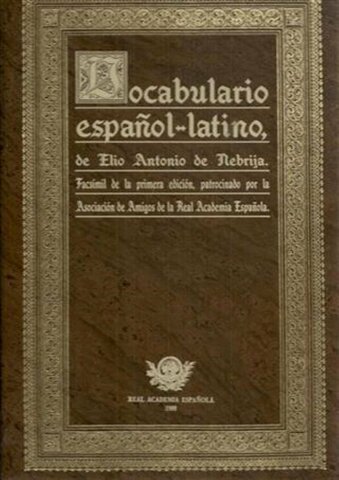 Vocabulario
español-latino,
de Elio Antonio de Nebrija.
Facsímil de la primera edición, patrocinado por la
Asociación de Amigos de la Real Academia Española.
REAL ACADEMIA ESPAÑOLA
1989